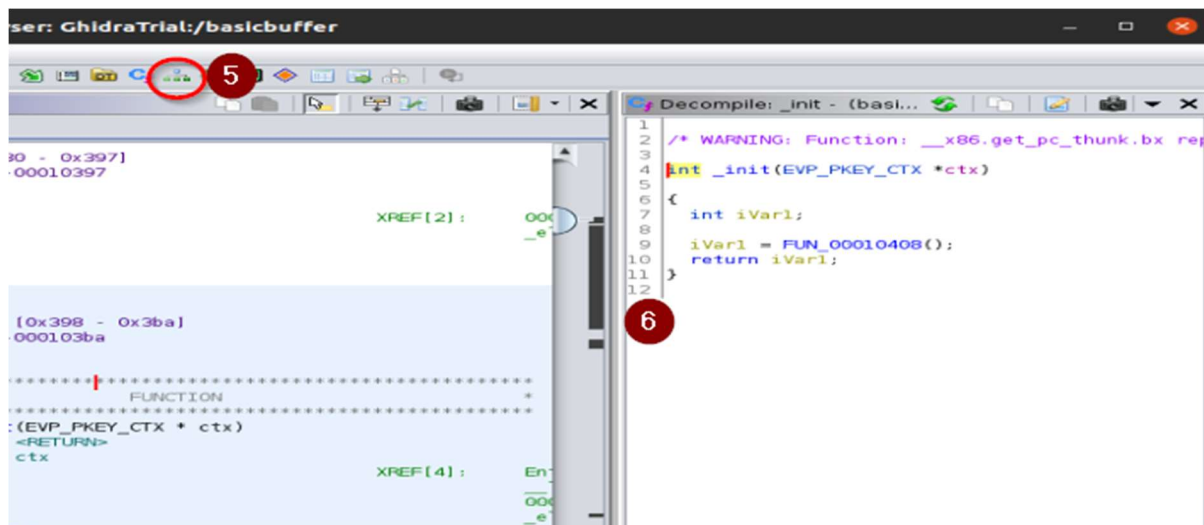 ser: GhidraTrial:/basicbuffer
5
Decompile: _init - (basi...
0 - 0x397]
00010397
XREF[2]:
[0x398 - 0x3ba]
000103ba
************************************************
FUNCTION *
************************************************
(EVP_PKEY_CTX * ctx)
<RETURN>
ctx
XREF[4]:
1
2 /* WARNING: Function: __x86.get_pc_thunk.bx rep
3
4 int _init(EVP_PKEY_CTX *ctx)
5
6 {
7 int iVar1;
8
9 iVar1 = FUN_00010408();
10 return iVar1;
11 }
12
6